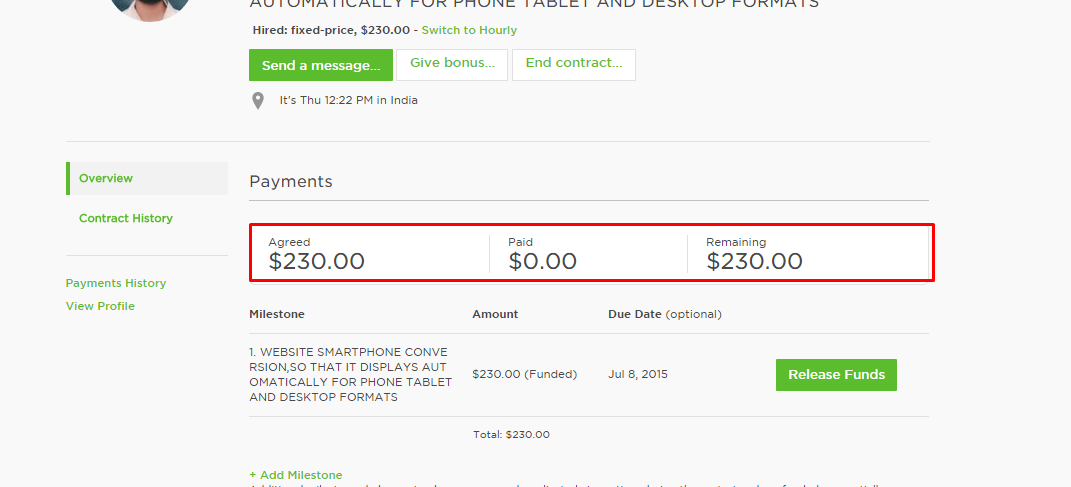 AUTOMATICALLY FOR PHONE TABLET AND DESKTOP FORMATS
Hired: fixed-price, $230.00 - Switch to Hourly
Send a message... Give bonus... End contract...
It's Thu 12:22 PM in India
Overview
Contract History
Payments History
View Profile
Payments
Agreed Paid Remaining
$230.00 $0.00 $230.00
Milestone Amount Due Date (optional)
1. WEBSITE SMARTPHONE CONVE
RSION,SO THAT IT DISPLAYS AUT
OMATICALLY FOR PHONE TABLET
AND DESKTOP FORMATS
$230.00 (Funded) Jul 8, 2015 Release Funds
Total: $230.00
+ Add Milestone